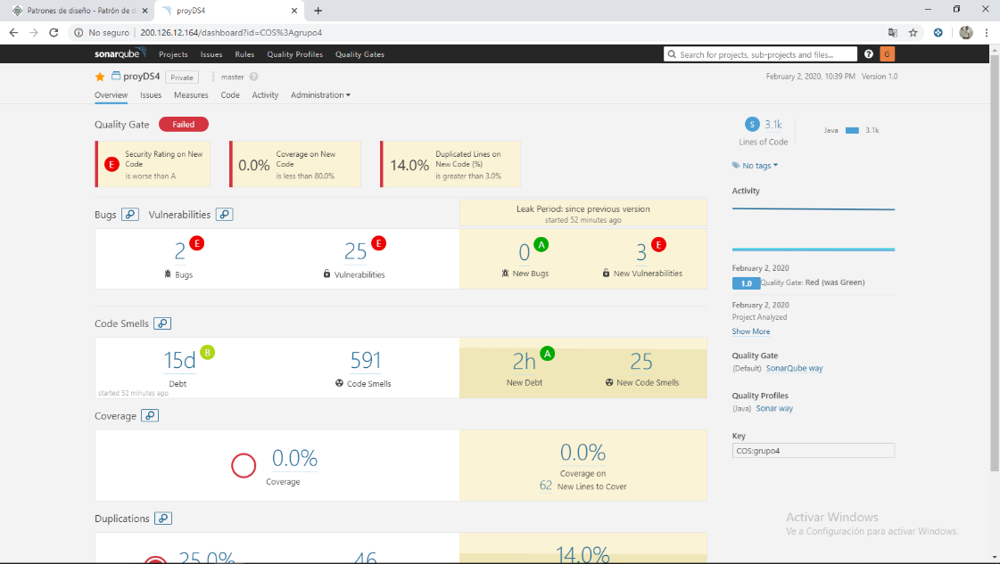 Patrones de diseño - Patrón de d
proyDS4
No seguro
200.126.12.164/dashboard?id=COS%3Agrupo4
sonarqube
Projects
Issues
Rules
Quality Profiles
Quality Gates
Search for projects, sub-projects and files...
G
proyDS4
Private
master
February 2, 2020, 10:39 PM Version 1.0
Overview
Issues
Measures
Code
Activity
Administration
Quality Gate
Failed
E
Security Rating on New
Code
is worse than A
0.0%
Coverage on New
Code
is less than 80.0%
14.0%
Duplicated Lines on
New Code (%)
is greater than 3.0%
Bugs
Vulnerabilities
Leak Period: since previous version
started 52 minutes ago
2
E
Bugs
25
E
Vulnerabilities
0
A
New Bugs
3
E
New Vulnerabilities
Code Smells
15d
B
Debt
started 52 minutes ago
591
Code Smells
2h
A
New Debt
25
New Code Smells
Coverage
0.0%
Coverage
0.0%
Coverage on
62 New Lines to Cover
Duplications
25.0%
46
14.0%
S
3.1k
Lines of Code
Java
3.1k
No tags
Activity
February 2, 2020
1.0
Quality Gate: Red (was Green)
February 2, 2020
Project Analyzed
Show More
Quality Gate
(Default) SonarQube way
Quality Profiles
(Java) Sonar way
Key
COS:grupo4
Activar Windows
Ve a Configuración para activar Windows.